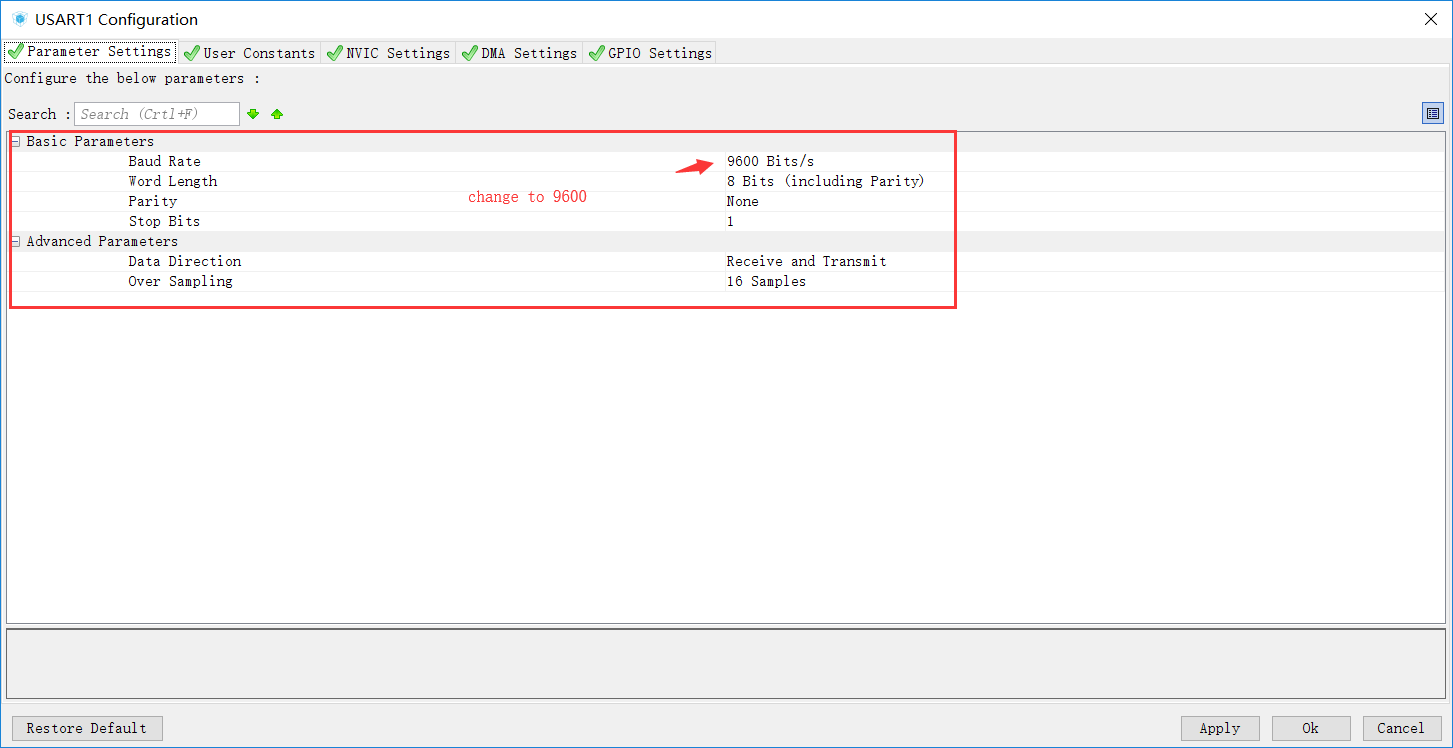 USART1 Configuration
Parameter Settings User Constants NVIC Settings DMA Settings GPIO Settings
Configure the below parameters :
Search : Search (Crtl+F)
Basic Parameters
Baud Rate 9600 Bits/s
Word Length 8 Bits (including Parity)
change to 9600
Parity None
Stop Bits 1
Advanced Parameters
Data Direction Receive and Transmit
Over Sampling 16 Samples
Restore Default Apply Ok Cancel